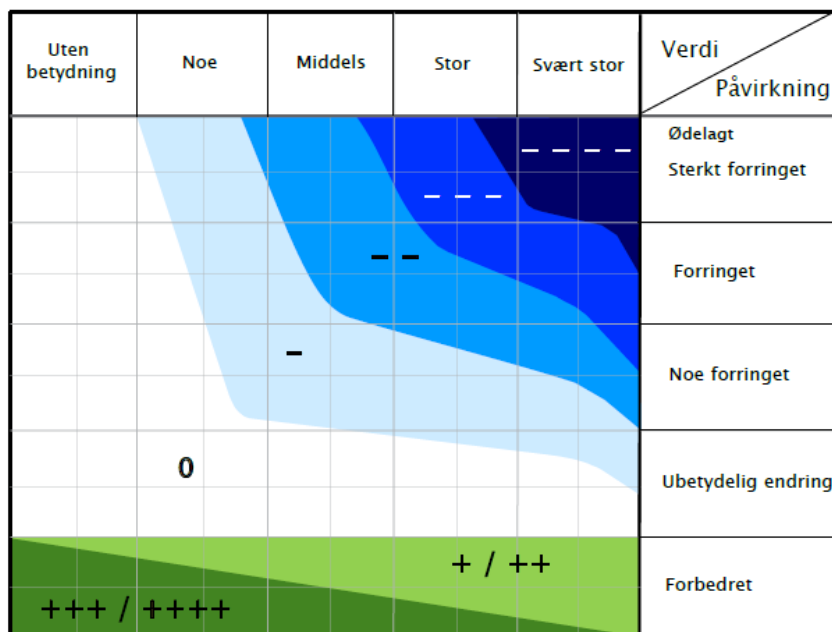 Uten
betydning
Noe
Middels
Stor
Svært stor
Verdi
Påvirkning
Ødelagt
Sterkt forringet
Forringet
Noe forringet
Ubetydelig endring
Forbedret
– – – –
– – –
– –
–
0
+ / ++
+++ / ++++